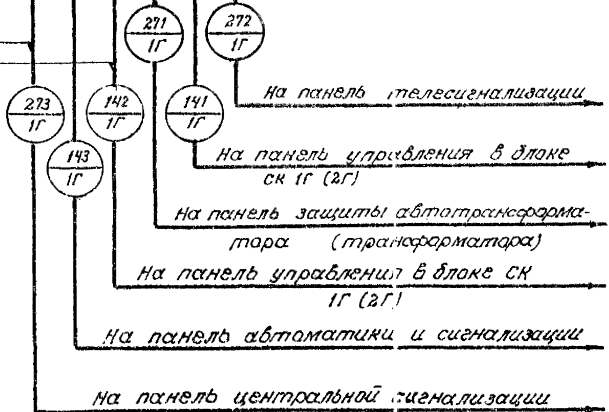 271
1Г
272
1Г
На панель телесигнализации
273
1Г
142
1Г
141
1Г
На панель управления в блоке
СК 1Г (2Г)
143
1Г
На панель защиты автотрансформа-
тора (трансформатора)
На панель управления в блоке СК
1Г (2Г)
На панель автоматики и сигнализации
На панель центральной сигнализации